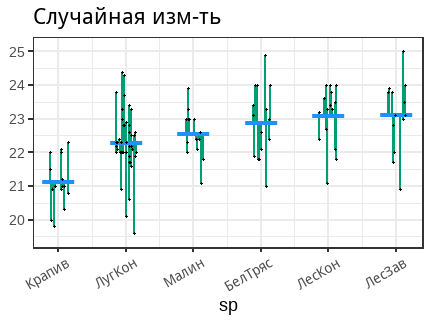 Случайная изм-ть
25
24
23
22
21
20
Крапив
ЛугКон
Малин
БелТряс
ЛесКон
ЛесЗав
sp